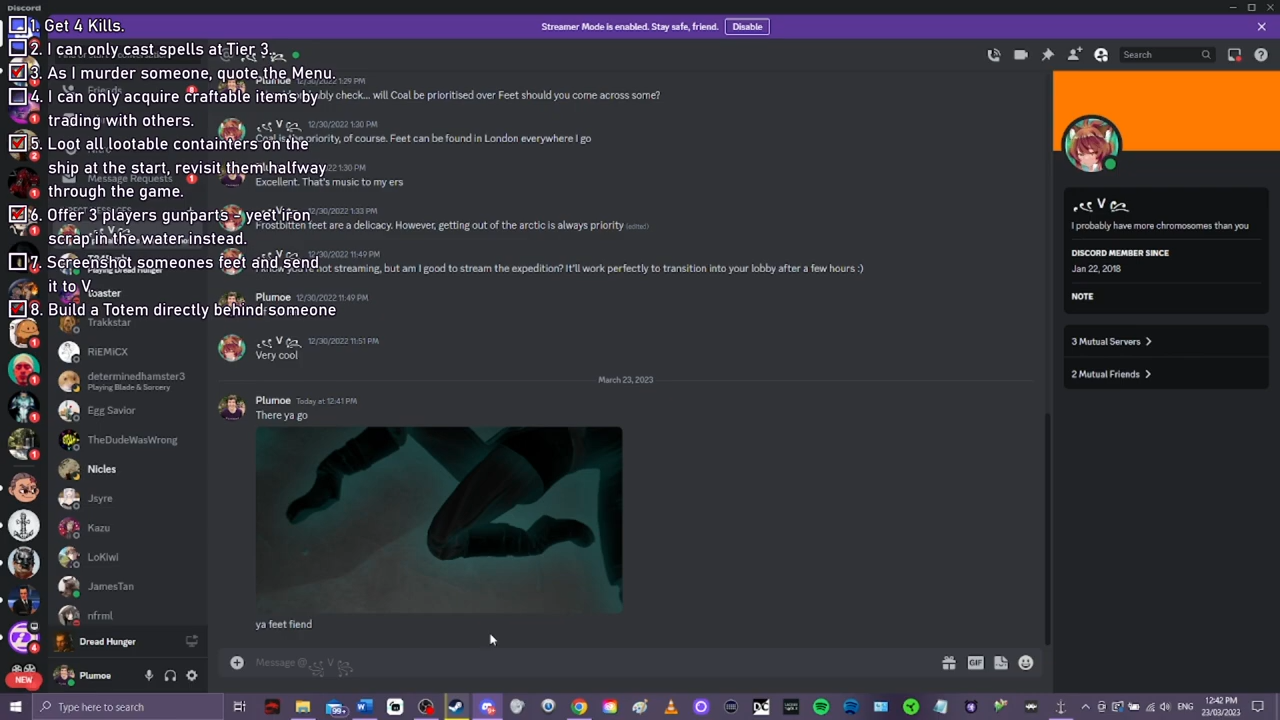 Discord
Streamer Mode is enabled. Stay safe, friend.
Disable
1. Get 4 Kills.
2. I can only cast spells at Tier 3.
3. As I murder someone, quote the Menu.
4. I can only acquire craftable items by
trading with others.
5. Loot all lootable containters on the
ship at the start, revisit them halfway
through the game.
6. Offer 3 players gunparts - yeet iron
scrap in the water instead.
7. Screenshot someones feet and send
it to V.
8. Build a Totem directly behind someone
Friends
Message Requests
1
Playing Dread Hunger
Toaster
Trakkstar
RiEMiCX
determinedhamster3
Playing Blade & Sorcery
Egg Savior
TheDudeWasWrong
Nicles
Jsyre
Kazu
LoKiwi
JamesTan
nfrml
Dread Hunger
Plumoe
NEW
Search
Plumoe 12/30/2022 1:29 PM
check... will Coal be prioritised over Feet should you come across some?
V 12/30/2022 1:30 PM
Coal is the priority, of course. Feet can be found in London everywhere I go
12/30/2022 1:30 PM
Excellent. That's music to my ers
12/30/2022 1:33 PM
Frostbitten feet are a delicacy. However, getting out of the arctic is always priority (edited)
12/30/2022 11:49 PM
I know you're not streaming, but am I good to stream the expedition? It'll work perfectly to transition into your lobby after a few hours :)
Plumoe 12/30/2022 11:49 PM
V 12/30/2022 11:51 PM
Very cool
March 23, 2023
Plumoe Today at 12:41 PM
There ya go
ya feet fiend
Message @ V
GIF
V
I probably have more chromosomes than you
DISCORD MEMBER SINCE
Jan 22, 2018
NOTE
3 Mutual Servers
2 Mutual Friends
Type here to search
ENG
12:42 PM
23/03/2023